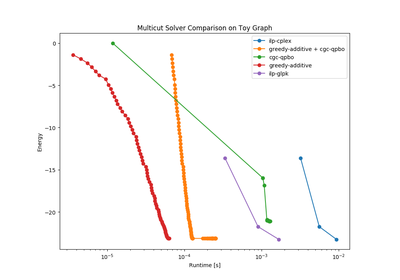 Multicut Solver Comparison on Toy Graph
ilp-cplex
greedy-additive + cgc-qpbo
cgc-qpbo
greedy-additive
ilp-glpk
0
−5
−10
−15
−20
Energy
10⁻⁵
10⁻⁴
10⁻³
10⁻²
Runtime [s]